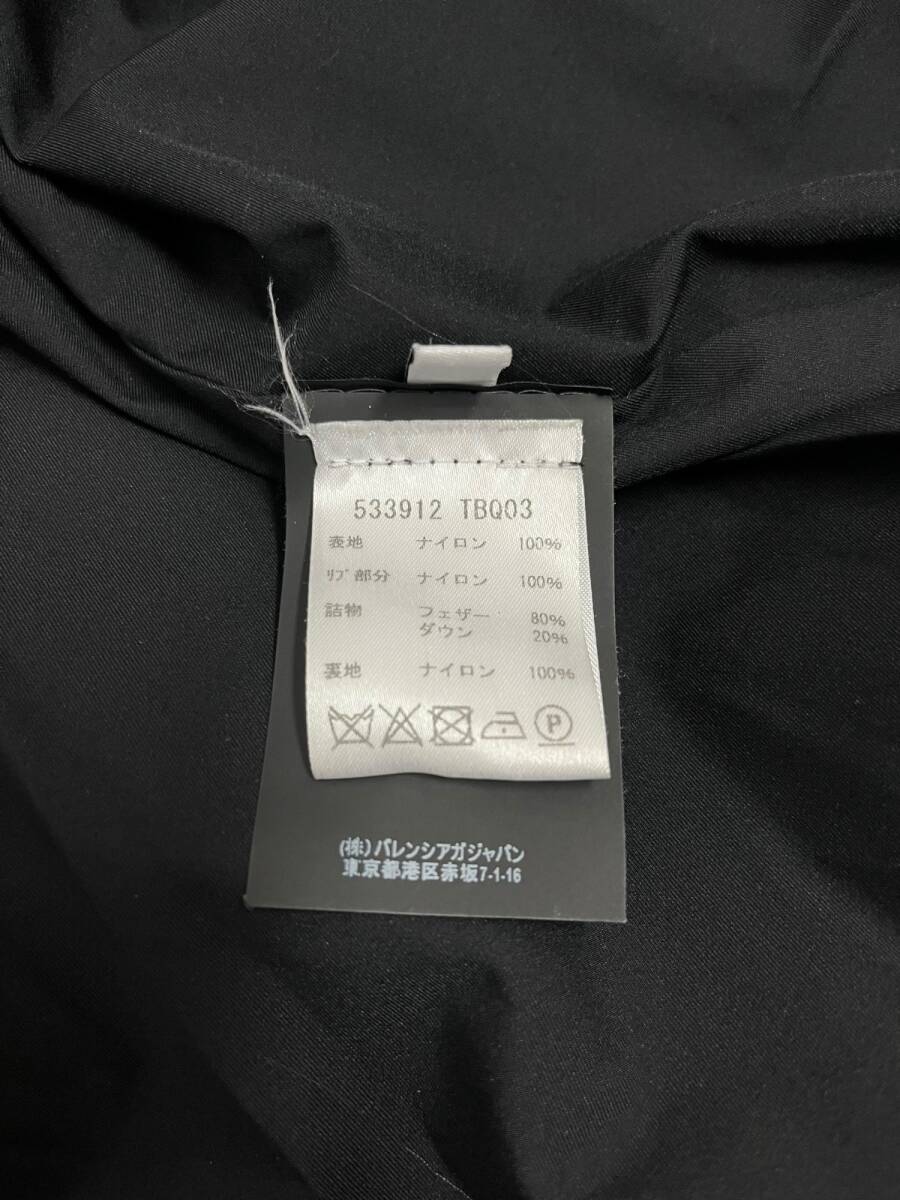 533912 TBQ03
表地 ナイロン 100%
リブ部分 ナイロン 100%
詰物 フェザー 80%
ダウン 20%
裏地 ナイロン 100%
P
(株)バレンシアガジャパン
東京都港区赤坂7-1-16